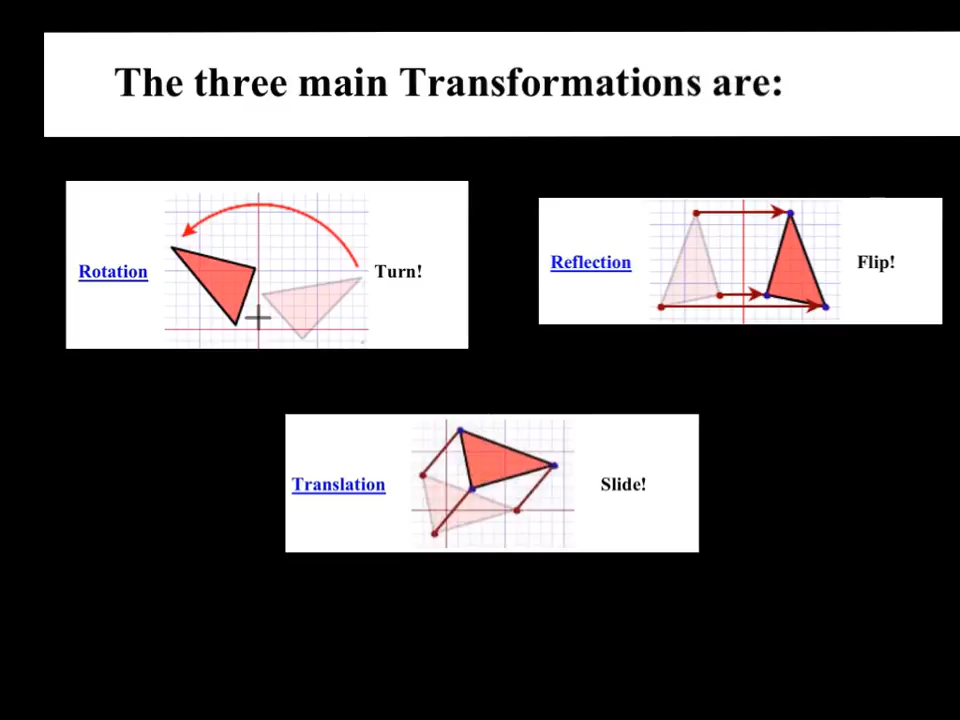 The three main Transformations are:
Rotation
Turn!
Reflection
Flip!
Translation
Slide!